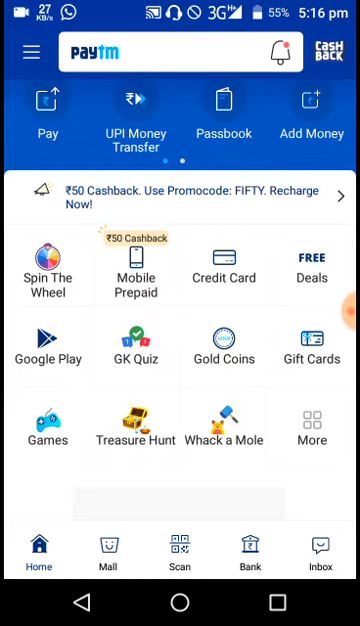 27 KB/s 3G H+ 55% 5:16 pm
paytm CASH BACK
Pay UPI Money Transfer Passbook Add Money
₹50 Cashback. Use Promocode: FIFTY. Recharge
Now!
₹50 Cashback
FREE
Spin The Wheel Mobile Prepaid Credit Card Deals
Google Play GK Quiz Gold Coins Gift Cards
Games Treasure Hunt Whack a Mole More
Home Mall Scan Bank Inbox